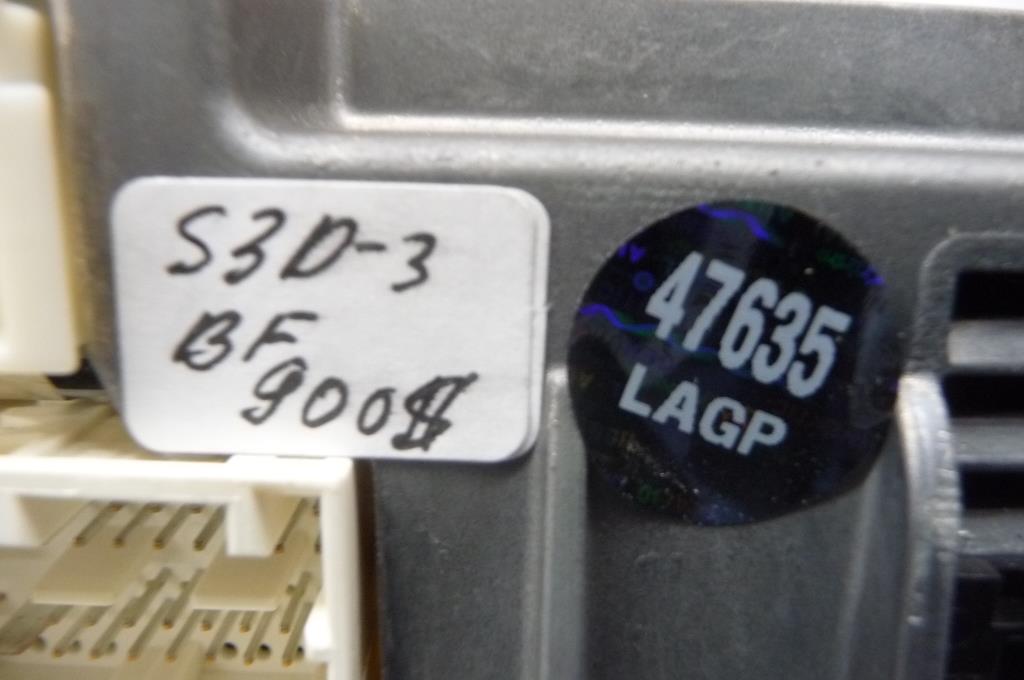 S3D-3
BF
900$
47635
LAGP